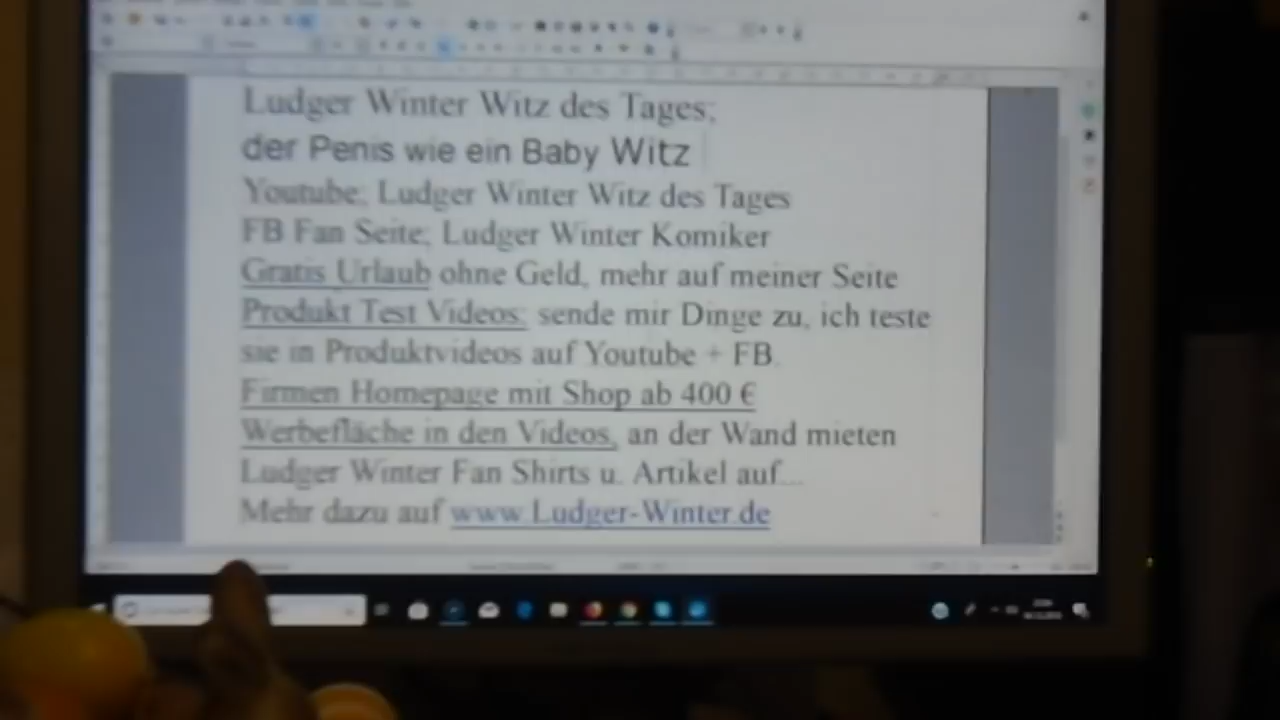 Ludger Winter Witz des Tages;
der Penis wie ein Baby Witz
Youtube; Ludger Winter Witz des Tages
FB Fan Seite; Ludger Winter Komiker
Gratis Urlaub ohne Geld, mehr auf meiner Seite
Produkt Test Videos; sende mir Dinge zu, ich teste
sie in Produktvideos auf Youtube + FB.
Firmen Homepage mit Shop ab 400 €
Werbefläche in den Videos, an der Wand mieten
Ludger Winter Fan Shirts u. Artikel auf...
Mehr dazu auf www.Ludger-Winter.de